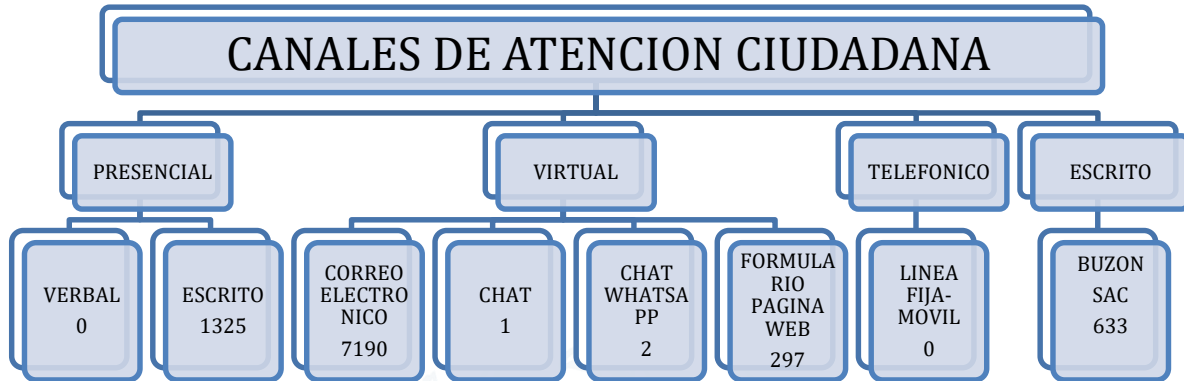 CANALES DE ATENCION CIUDADANA
PRESENCIAL
VIRTUAL
TELEFONICO
ESCRITO
VERBAL
0
ESCRITO
1325
CORREO
ELECTRO
NICO
7190
CHAT
1
CHAT
WHATSA
PP
2
FORMULA
RIO
PAGINA
WEB
297
LINEA
FIJA-
MOVIL
0
BUZON
SAC
633